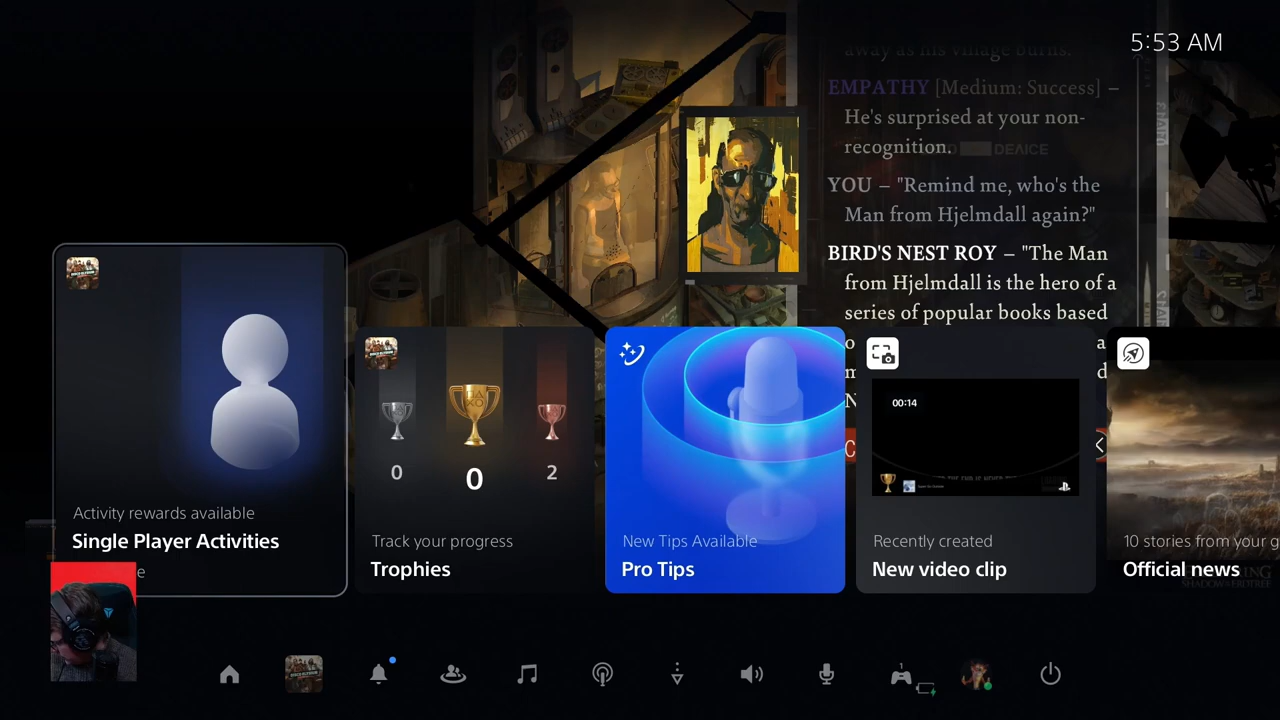 5:53 AM
away as his village burns.
EMPATHY [Medium: Success] –
He's surprised at your non-
recognition.
DEΛICE
YOU – "Remind me, who's the
Man from Hjelmdall again?"
BIRD'S NEST ROY – "The Man
from Hjelmdall is the hero of a
series of popular books based
Activity rewards available
Single Player Activities
e
0
0
2
Track your progress
Trophies
New Tips Available
Pro Tips
00:14
Recently created
New video clip
10 stories from your g
Official news
1